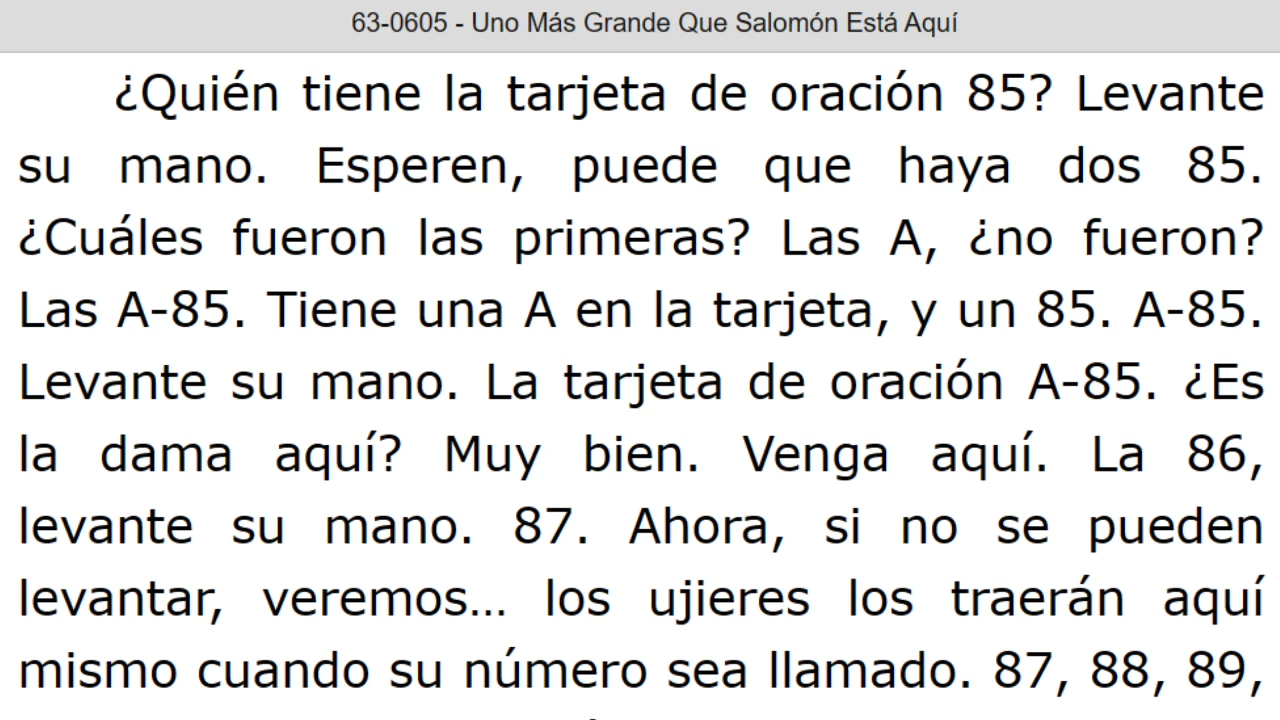 63-0605 - Uno Más Grande Que Salomón Está Aquí
¿Quién tiene la tarjeta de oración 85? Levante
su mano. Esperen, puede que haya dos 85.
¿Cuáles fueron las primeras? Las A, ¿no fueron?
Las A-85. Tiene una A en la tarjeta, y un 85. A-85.
Levante su mano. La tarjeta de oración A-85. ¿Es
la dama aquí? Muy bien. Venga aquí. La 86,
levante su mano. 87. Ahora, si no se pueden
levantar, veremos... los ujieres los traerán aquí
mismo cuando su número sea llamado. 87, 88, 89,